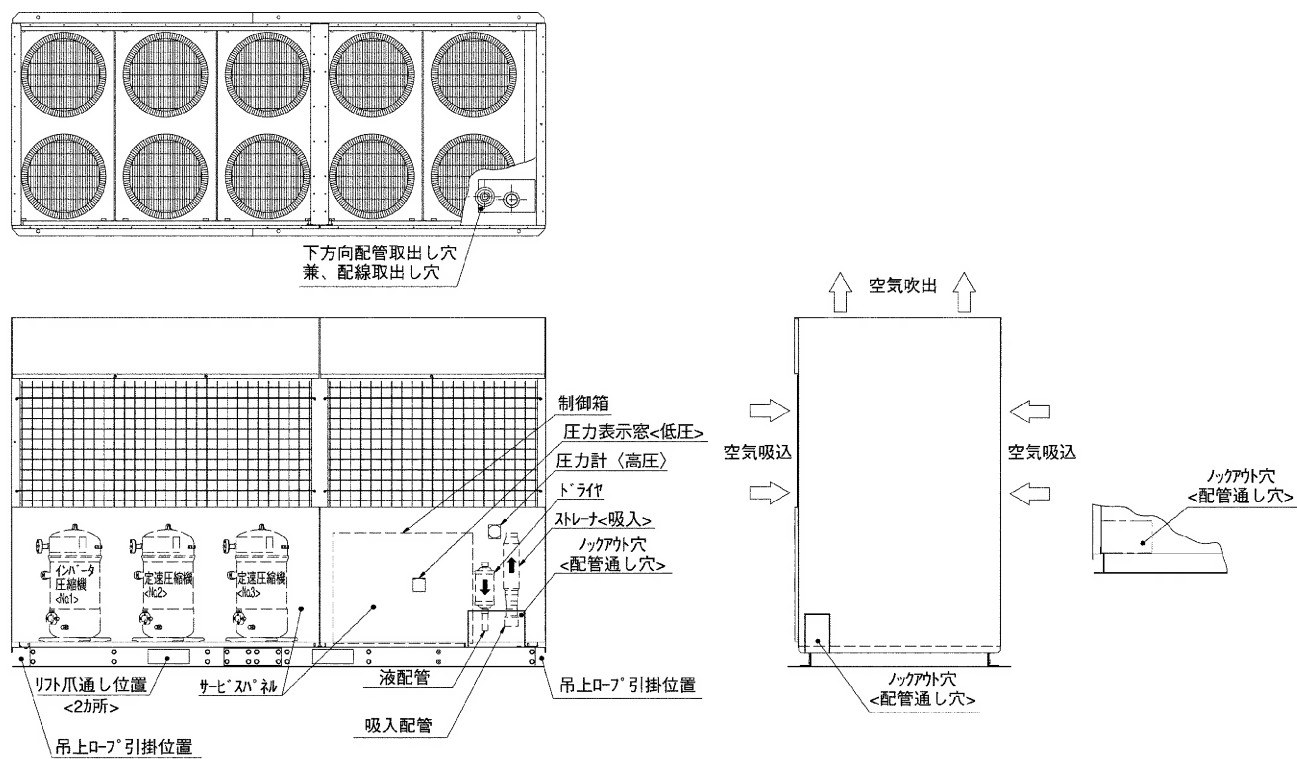 下方向配管取出し穴
兼、配線取出し穴
空気吹出
制御箱
圧力表示窓<低圧>
圧力計〈高圧〉
ﾄﾞﾗｲﾔ
ｽﾄﾚｰﾅ<吸入>
ﾉｯｸｱｳﾄ穴
<配管通し穴>
空気吸込
空気吸込
ﾉｯｸｱｳﾄ穴
<配管通し穴>
ｲﾝﾊﾞｰﾀ
圧縮機
<No.1>
定速圧縮機
<No.2>
定速圧縮機
<No.3>
ﾘﾌﾄ爪通し位置
<2ｶ所>
ｻｰﾋﾞｽﾊﾟﾈﾙ
液配管
吸入配管
吊上ﾛｰﾌﾟ引掛位置
吊上ﾛｰﾌﾟ引掛位置
ﾉｯｸｱｳﾄ穴
<配管通し穴>